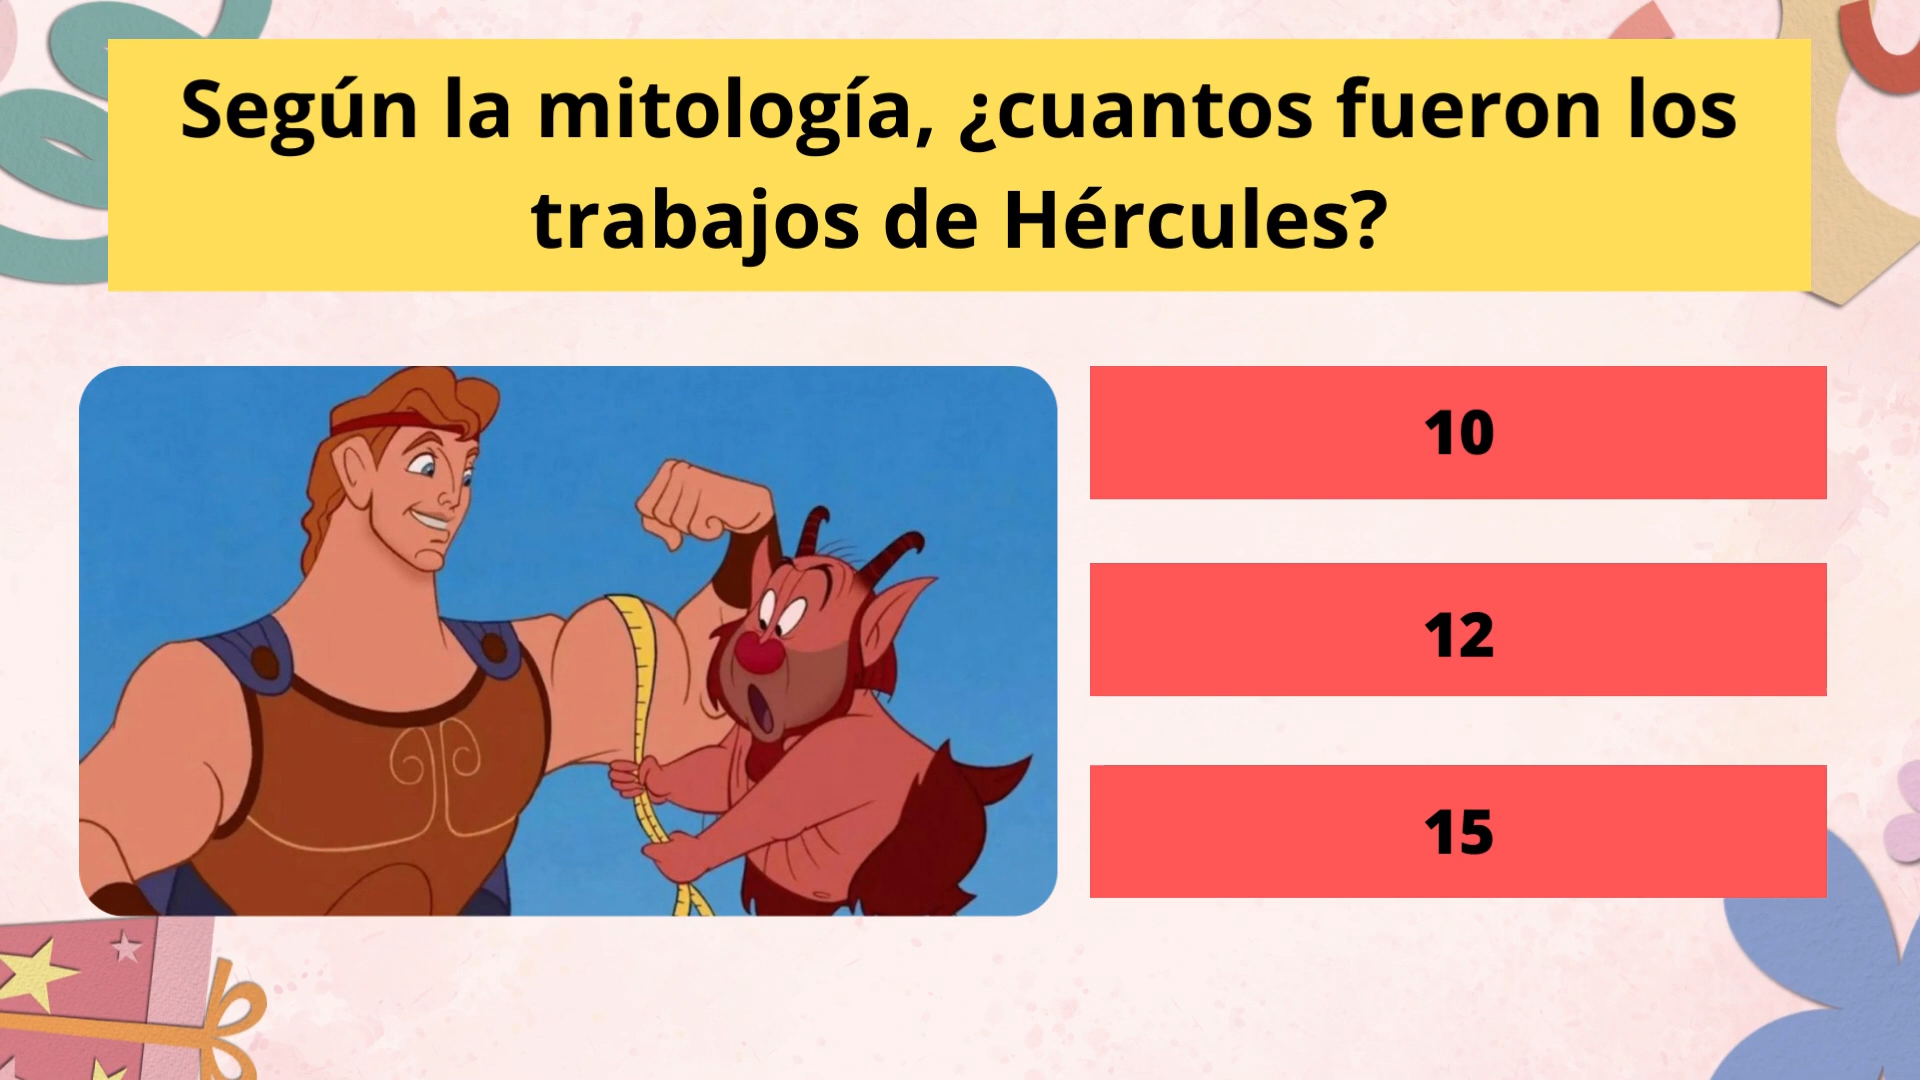 Según la mitología, ¿cuantos fueron los
trabajos de Hércules?
10
12
15